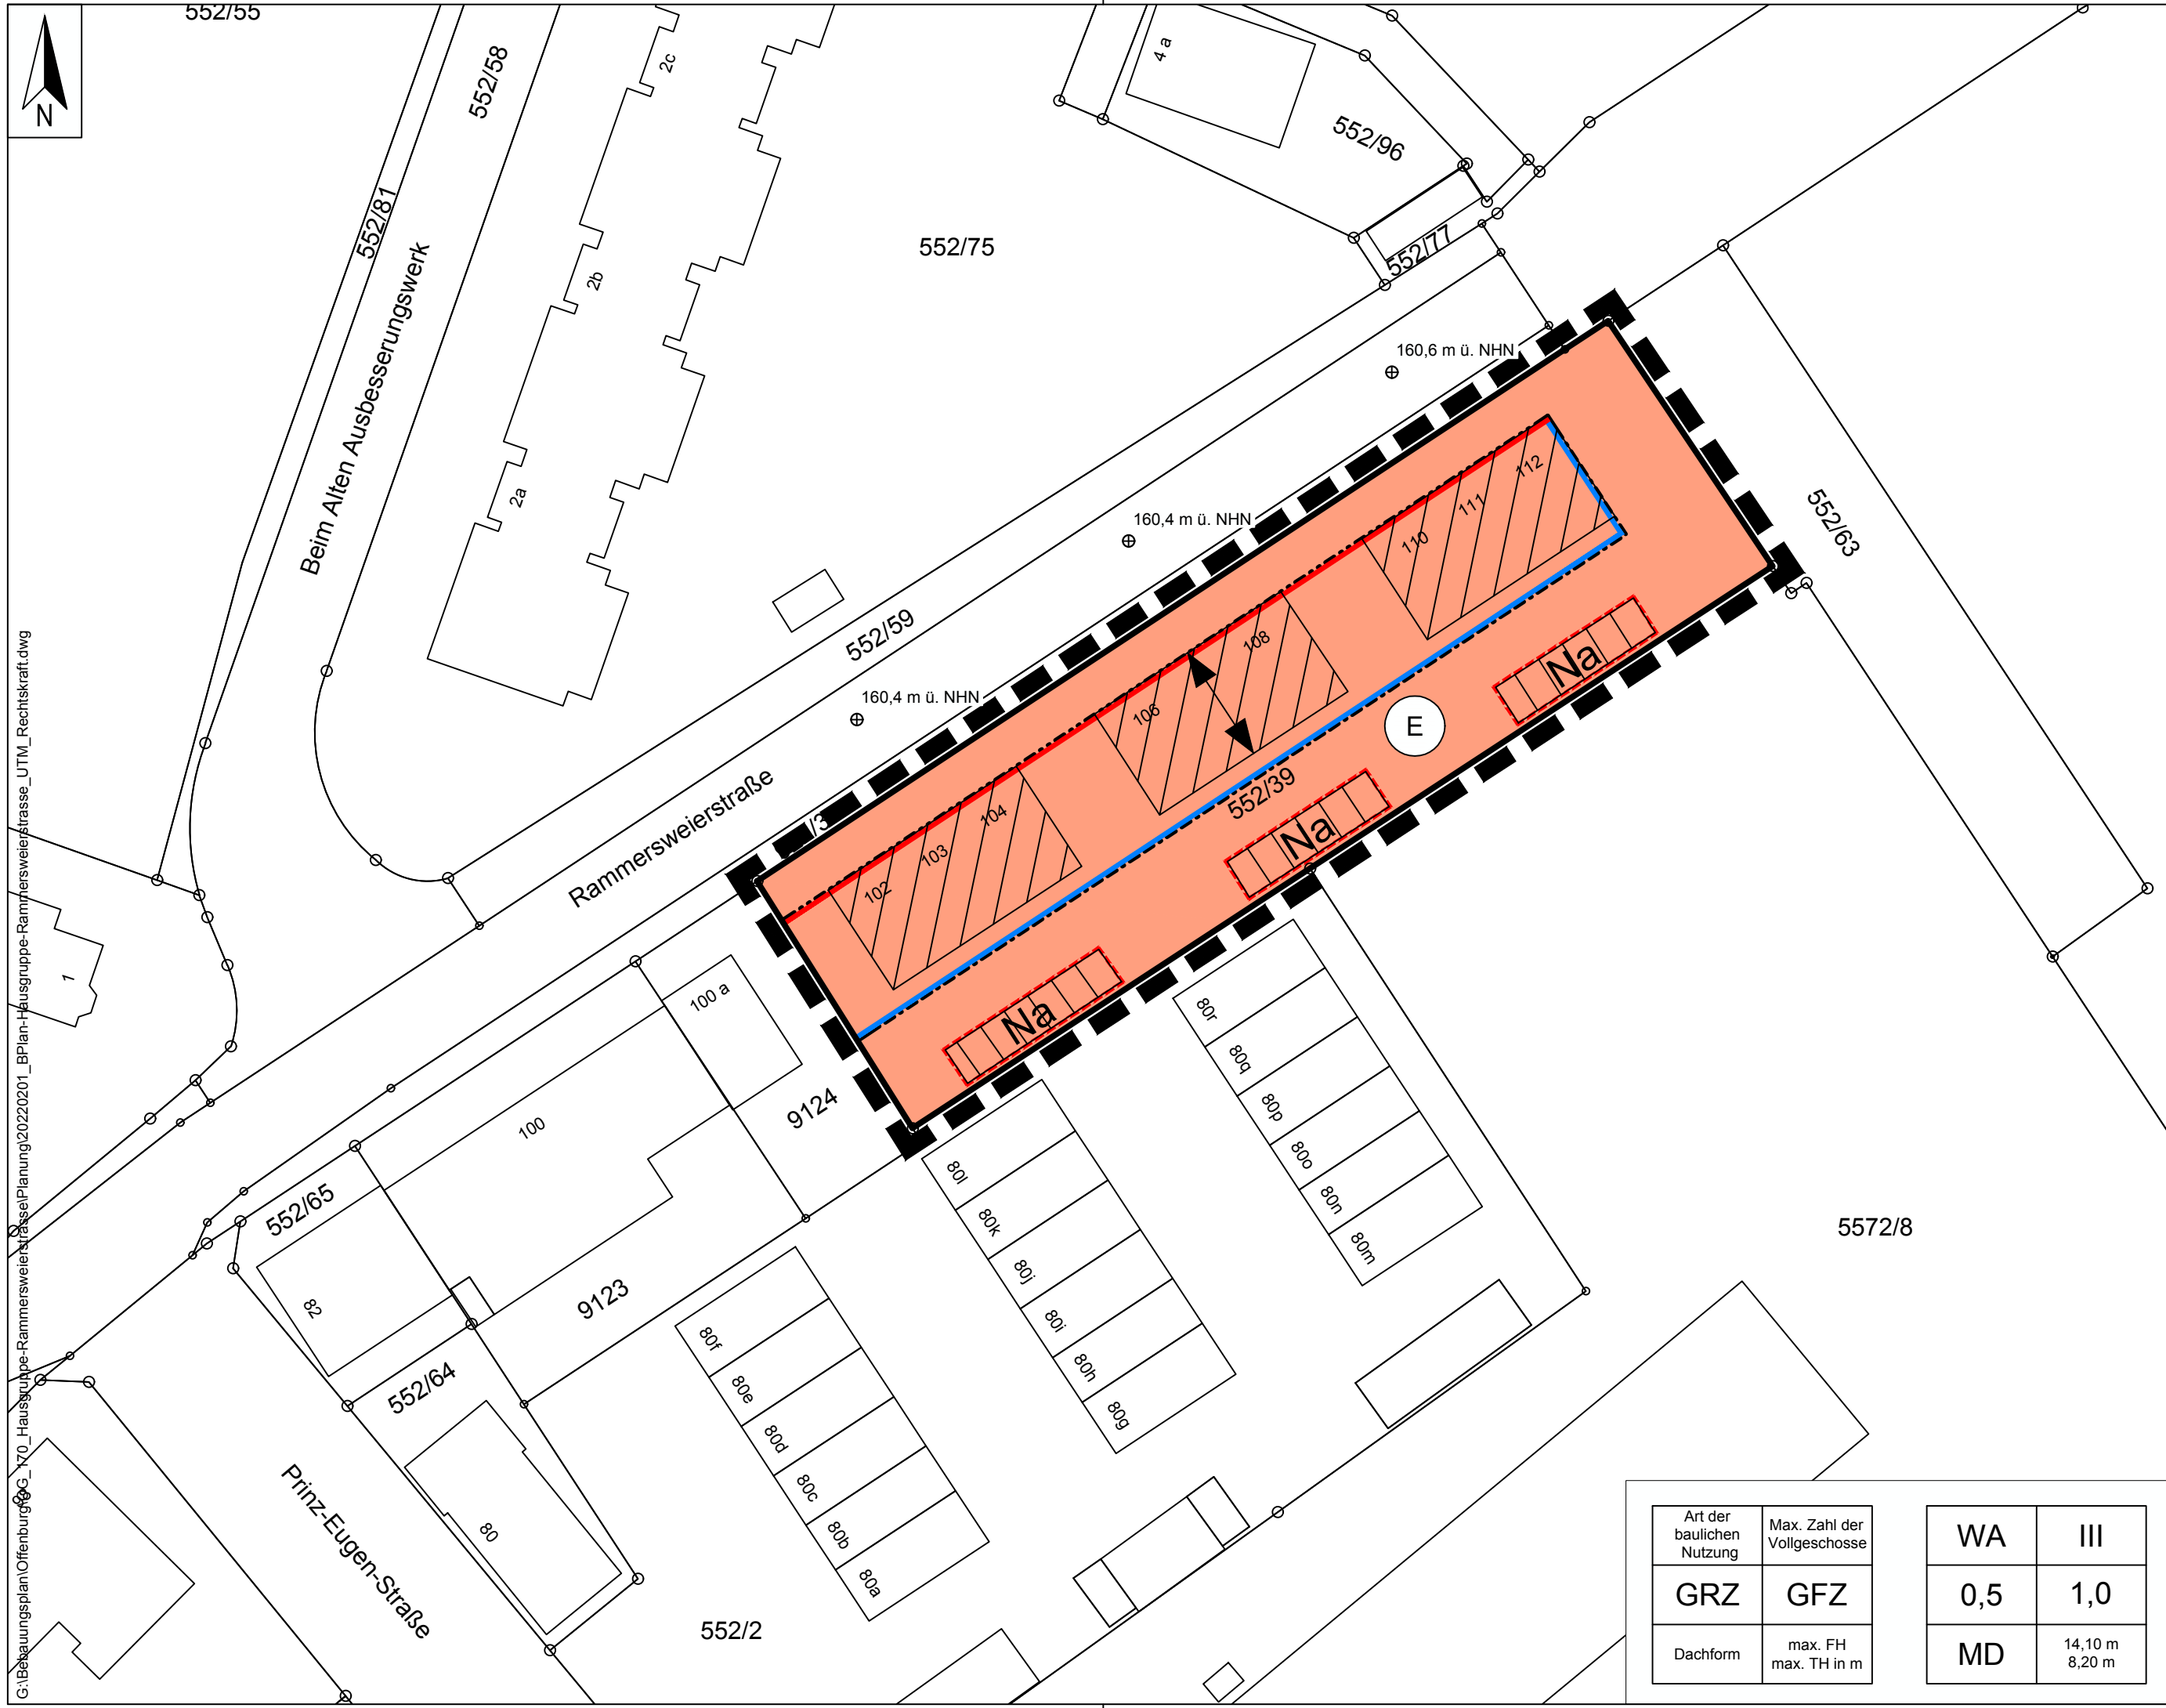 552/55
N
552/58
2c
4 a
552/96
552/81
552/75
552/77
2b
Beim Alten Ausbesserungswerk
160,6 m ü. NHN
2a
112
111
110
552/63
160,4 m ü. NHN
552/59
108
106
Na
E
160,4 m ü. NHN
552/39
Rammersweierstraße
/3
104
103
102
Na
1
100 a
Na
9124
100
80r
80q
80p
80o
80n
80m
80l
80k
80j
80i
80h
80g
552/65
82
9123
5572/8
80f
80e
80d
80c
80b
80a
552/64
80
Prinz-Eugen-Straße
552/2
G:\Bebauungsplan\Offenburg\OG_170_Hausgruppe-Rammersweierstrasse\Planung\20220201_BPlan-Hausgruppe-Rammersweierstrasse_UTM_Rechtskraft.dwg
Art der
baulichen
Nutzung
Max. Zahl der
Vollgeschosse
GRZ
GFZ
Dachform
max. FH
max. TH in m
WA
III
0,5
1,0
MD
14,10 m
8,20 m